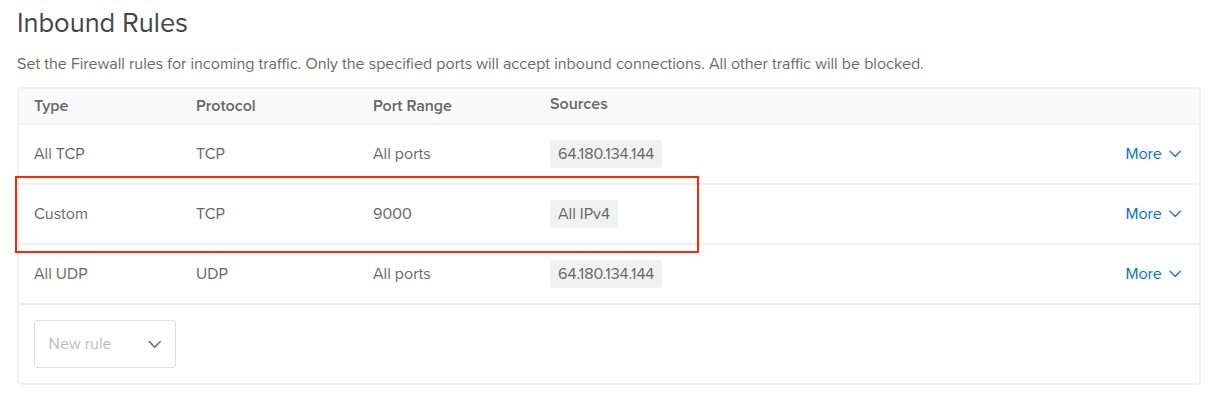 Inbound Rules
Set the Firewall rules for incoming traffic. Only the specified ports will accept inbound connections. All other traffic will be blocked.
Type Protocol Port Range Sources
All TCP TCP All ports 64.180.134.144 More
Custom TCP 9000 All IPv4 More
All UDP UDP All ports 64.180.134.144 More
New rule